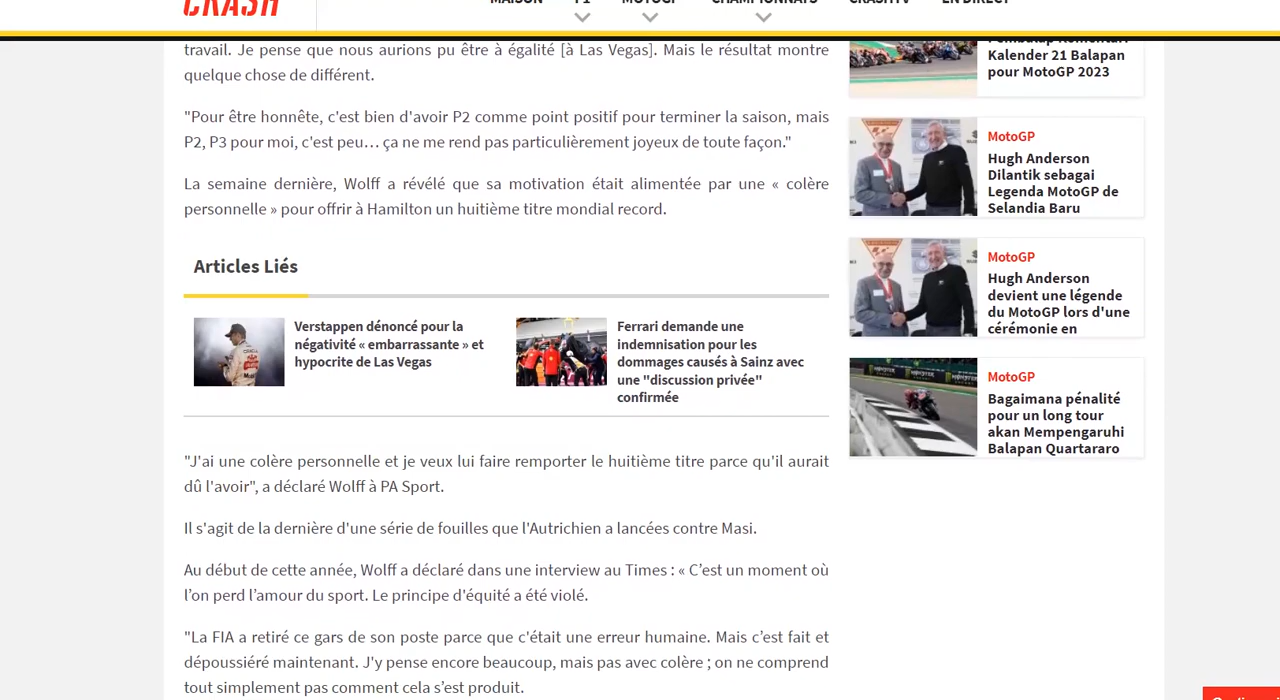 CRASH
MAISON F1 MOTOGP CHAMPIONNATS CRASHTV EN DIRECT
travail. Je pense que nous aurions pu être à égalité [à Las Vegas]. Mais le résultat montre
quelque chose de différent.
"Pour être honnête, c'est bien d'avoir P2 comme point positif pour terminer la saison, mais
P2, P3 pour moi, c'est peu… ça ne me rend pas particulièrement joyeux de toute façon."
La semaine dernière, Wolff a révélé que sa motivation était alimentée par une « colère
personnelle » pour offrir à Hamilton un huitième titre mondial record.
Articles Liés
Verstappen dénoncé pour la
négativité « embarrassante » et
hypocrite de Las Vegas
Ferrari demande une
indemnisation pour les
dommages causés à Sainz avec
une "discussion privée"
confirmée
"J'ai une colère personnelle et je veux lui faire remporter le huitième titre parce qu'il aurait
dû l'avoir", a déclaré Wolff à PA Sport.
Il s'agit de la dernière d'une série de fouilles que l'Autrichien a lancées contre Masi.
Au début de cette année, Wolff a déclaré dans une interview au Times : « C’est un moment où
l’on perd l’amour du sport. Le principe d'équité a été violé.
"La FIA a retiré ce gars de son poste parce que c'était une erreur humaine. Mais c’est fait et
dépoussiéré maintenant. J'y pense encore beaucoup, mais pas avec colère ; on ne comprend
tout simplement pas comment cela s’est produit.
Kalender 21 Balapan
pour MotoGP 2023
MotoGP
Hugh Anderson
Dilantik sebagai
Legenda MotoGP de
Selandia Baru
MotoGP
Hugh Anderson
devient une légende
du MotoGP lors d'une
cérémonie en
MotoGP
Bagaimana pénalité
pour un long tour
akan Mempengaruhi
Balapan Quartararo